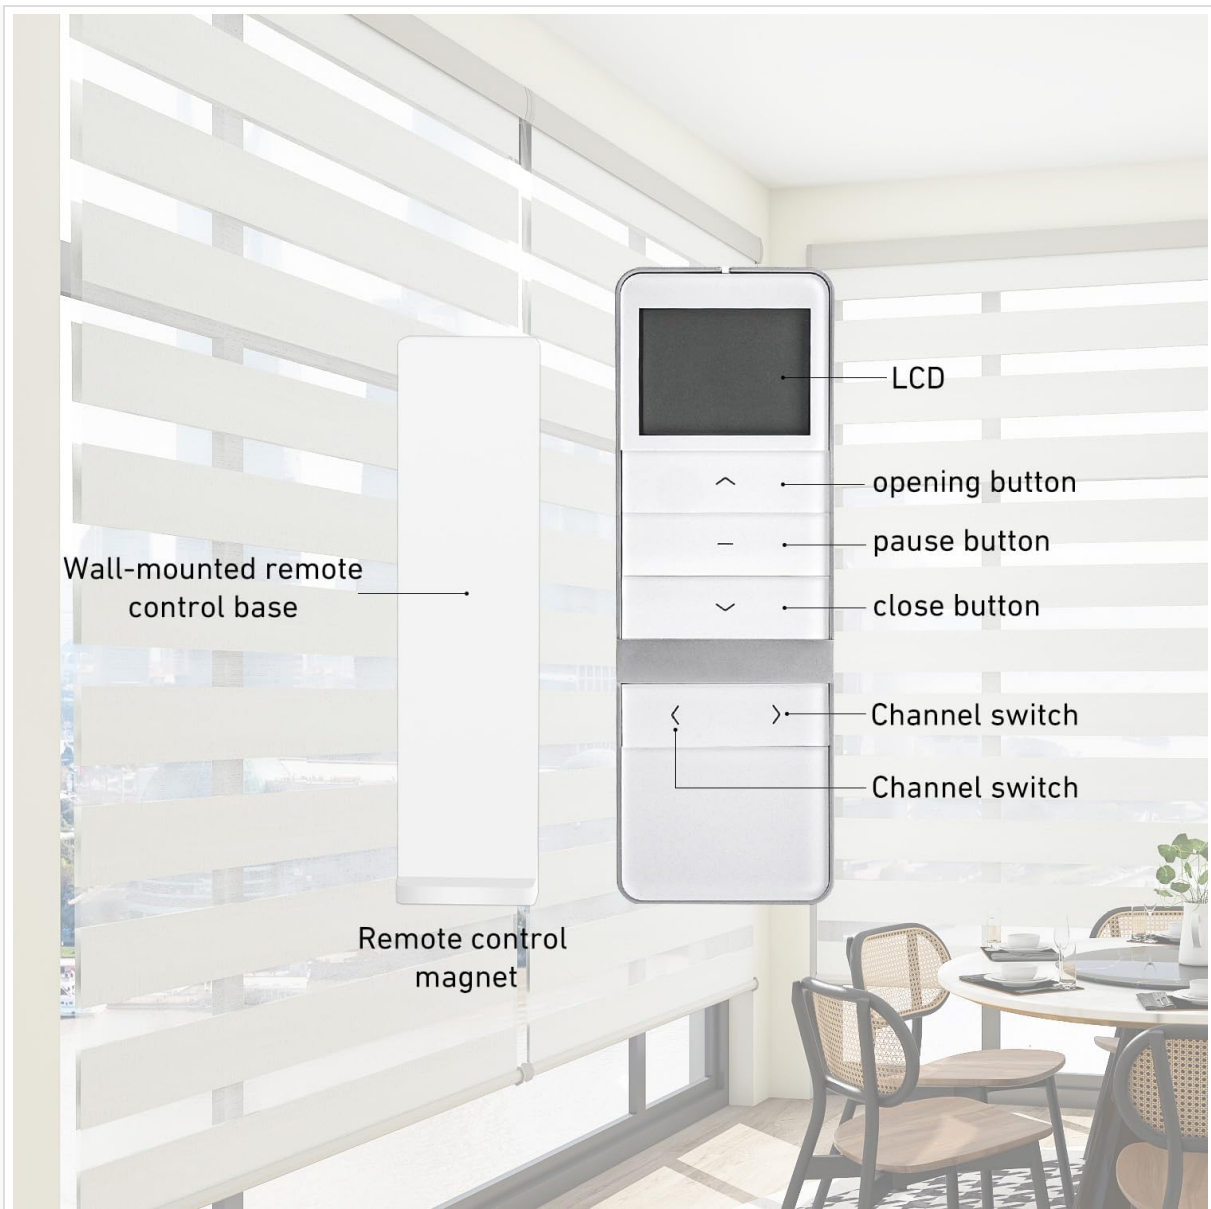 LCD
opening button
pause button
Wall-mounted remote
control base
close button
Channel switch
Channel switch
Remote control
magnet